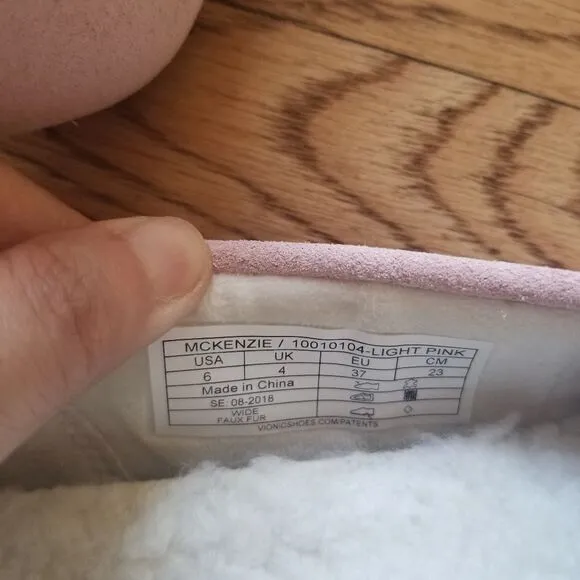 MCKENZIE / 10010104-LIGHT PINK
USA UK EU CM
6 4 37 23
Made in China
SE: 08-2018
WIDE
FAUX FUR
VIONICSHOES.COM/PATENTS